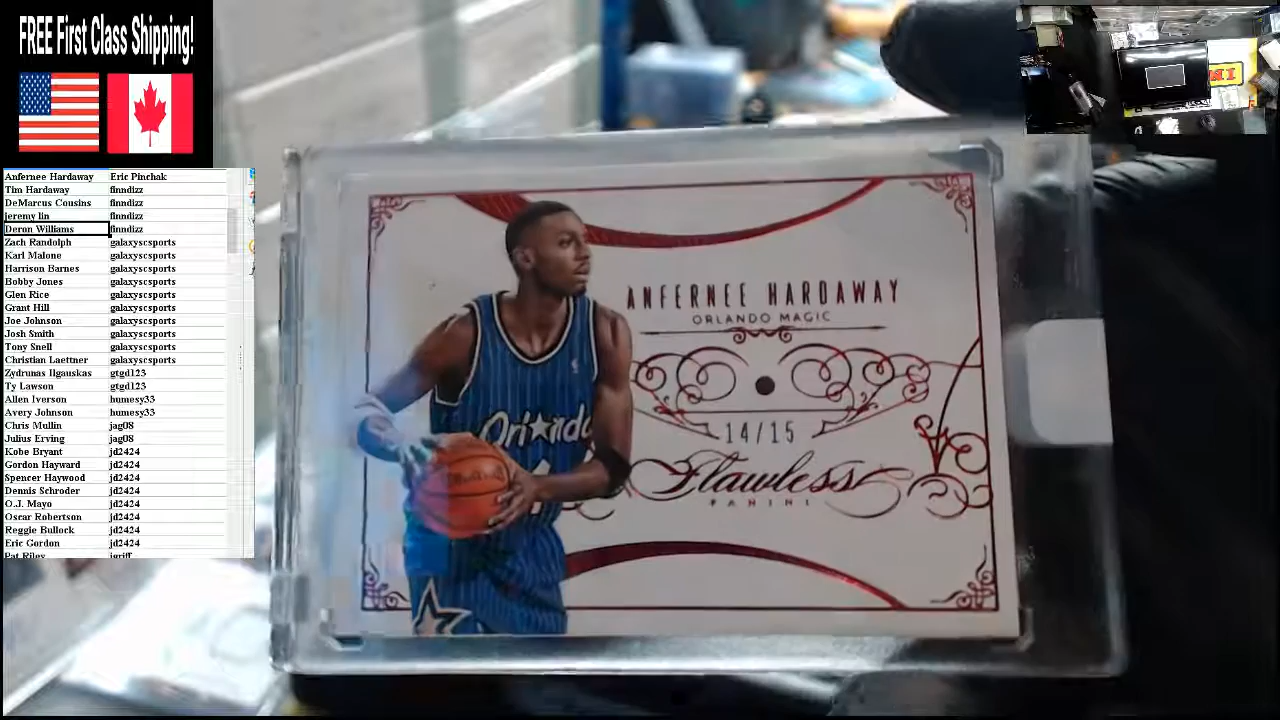 FREE First Class Shipping!
Anfernee Hardaway Eric Pinchak
Tim Hardaway finndizz
DeMarcus Cousins finndizz
jeremy lin finndizz
Deron Williams finndizz
Zach Randolph galaxyscsports
Karl Malone galaxyscsports
Harrison Barnes galaxyscsports
Bobby Jones galaxyscsports
Glen Rice galaxyscsports
Grant Hill galaxyscsports
Joe Johnson galaxyscsports
Josh Smith galaxyscsports
Tony Snell galaxyscsports
Christian Laettner galaxyscsports
Zydrunas Ilgauskas gtgd123
Ty Lawson gtgd123
Allen Iverson humesy33
Avery Johnson humesy33
Chris Mullin jag08
Julius Erving jag08
Kobe Bryant jd2424
Gordon Hayward jd2424
Spencer Haywood jd2424
Dennis Schroder jd2424
O.J. Mayo jd2424
Oscar Robertson jd2424
Reggie Bullock jd2424
Eric Gordon jd2424
Pat Riley jgriff
ANFERNEE HARDAWAY
ORLANDO MAGIC
14/15
Flawless
PANINI
Orlando